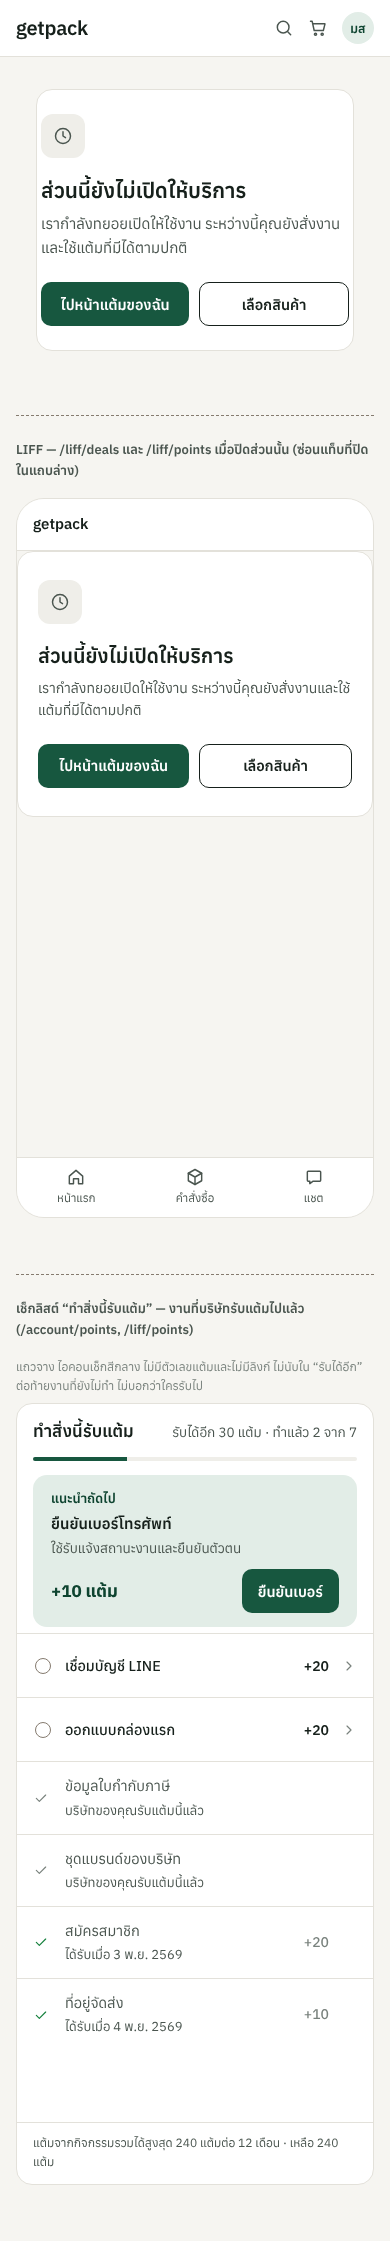 getpack
มส
ส่วนนี้ยังไม่เปิดให้บริการ
เรากำลังทยอยเปิดให้ใช้งาน ระหว่างนี้คุณยังสั่งงาน
และใช้แต้มที่มีได้ตามปกติ
ไปหน้าแต้มของฉัน
เลือกสินค้า
LIFF — /liff/deals และ /liff/points เมื่อปิดส่วนนั้น (ซ่อนแท็บที่ปิด
ในแถบล่าง)
getpack
ส่วนนี้ยังไม่เปิดให้บริการ
เรากำลังทยอยเปิดให้ใช้งาน ระหว่างนี้คุณยังสั่งงานและใช้
แต้มที่มีได้ตามปกติ
ไปหน้าแต้มของฉัน
เลือกสินค้า
หน้าแรก
คำสั่งซื้อ
แชต
เช็กลิสต์ “ทำสิ่งนี้รับแต้ม” — งานที่บริษัทรับแต้มไปแล้ว
(/account/points, /liff/points)
แถวจาง ไอคอนเช็กสีกลาง ไม่มีตัวเลขแต้มและไม่มีลิงก์ ไม่นับใน “รับได้อีก”
ต่อท้ายงานที่ยังไม่ทำ ไม่บอกว่าใครรับไป
ทำสิ่งนี้รับแต้ม
รับได้อีก 30 แต้ม · ทำแล้ว 2 จาก 7
แนะนำถัดไป
ยืนยันเบอร์โทรศัพท์
ใช้รับแจ้งสถานะงานและยืนยันตัวตน
+10 แต้ม
ยืนยันเบอร์
เชื่อมบัญชี LINE
+20
ออกแบบกล่องแรก
+20
ข้อมูลใบกำกับภาษี
บริษัทของคุณรับแต้มนี้แล้ว
ชุดแบรนด์ของบริษัท
บริษัทของคุณรับแต้มนี้แล้ว
สมัครสมาชิก
ได้รับเมื่อ 3 พ.ย. 2569
+20
ที่อยู่จัดส่ง
ได้รับเมื่อ 4 พ.ย. 2569
+10
แต้มจากกิจกรรมรวมได้สูงสุด 240 แต้มต่อ 12 เดือน · เหลือ 240
แต้ม